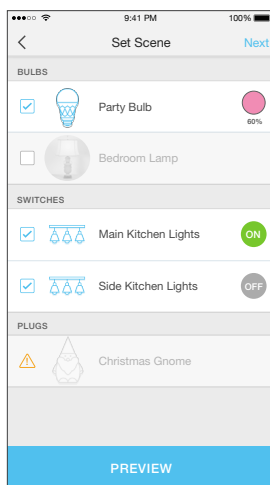 9:41 PM
100%
Set Scene
Next
BULBS
Party Bulb
60%
Bedroom Lamp
SWITCHES
Main Kitchen Lights
ON
Side Kitchen Lights
OFF
PLUGS
Christmas Gnome
PREVIEW